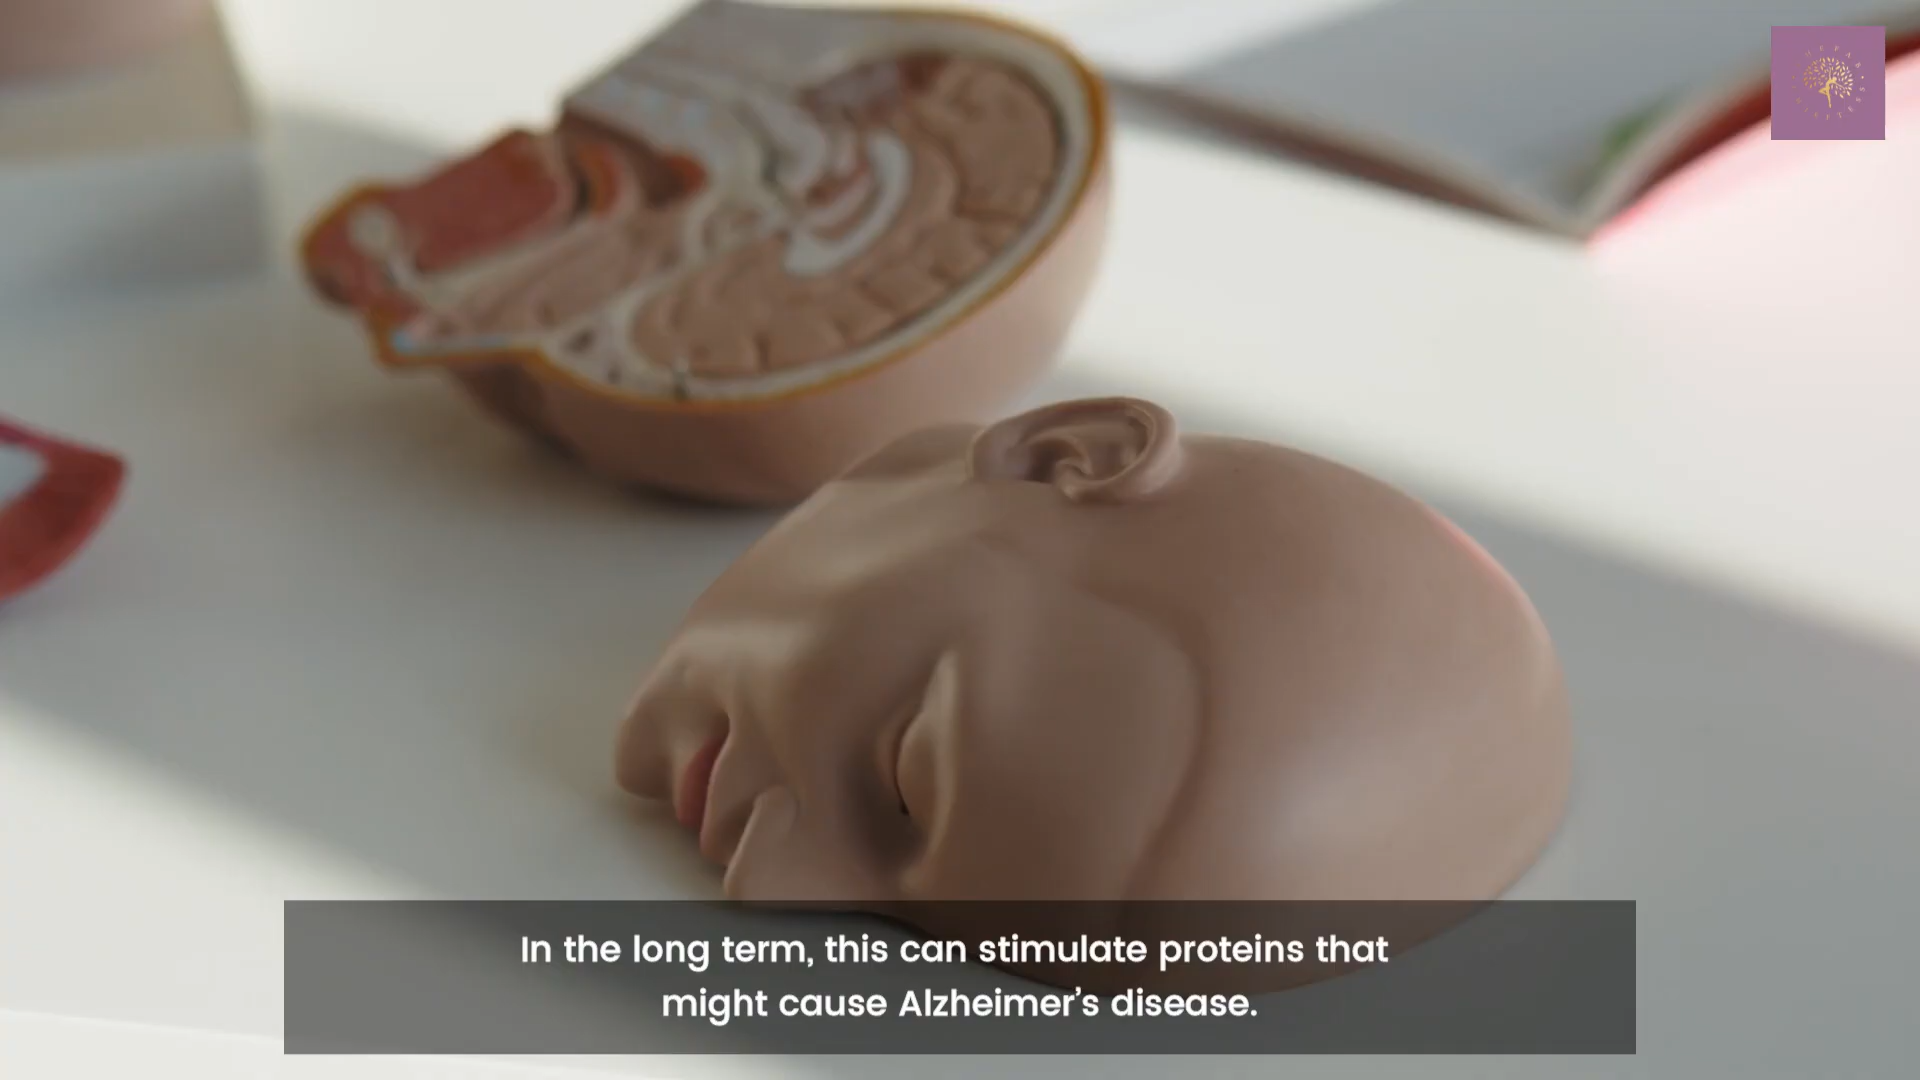 In the long term, this can stimulate proteins that
might cause Alzheimer's disease.